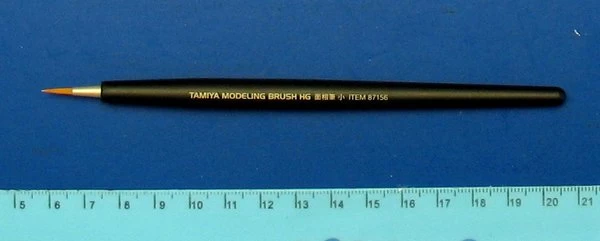 TAMIYA MODELING BRUSH HG 面相筆 小 ITEM 87156
5 6 7 8 9 10 11 12 13 14 15 16 17 18 19 20 21